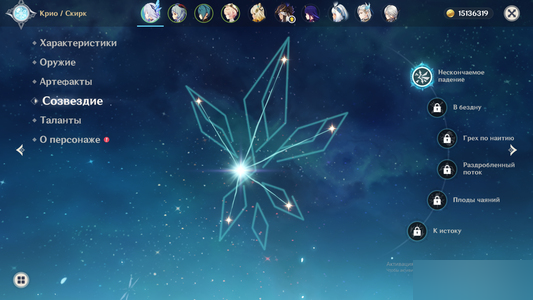 Крио / Скирк
15136319
Характеристики
Оружие
Артефакты
Созвездие
Таланты
О персонаже
Нескончаемое
падение
В бездну
Грех по наитию
Раздробленный
поток
Плоды чаяний
К истоку